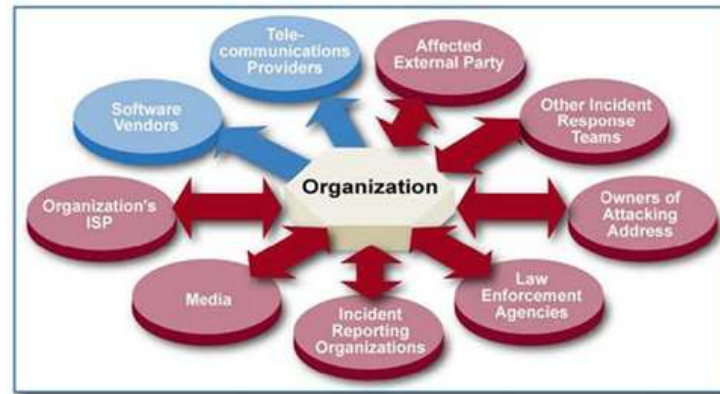 Tele-
communications
Providers
Affected
External Party
Software
Vendors
Other Incident
Response
Teams
Organization
Organization's
ISP
Owners of
Attacking
Address
Media
Incident
Reporting
Organizations
Law
Enforcement
Agencies